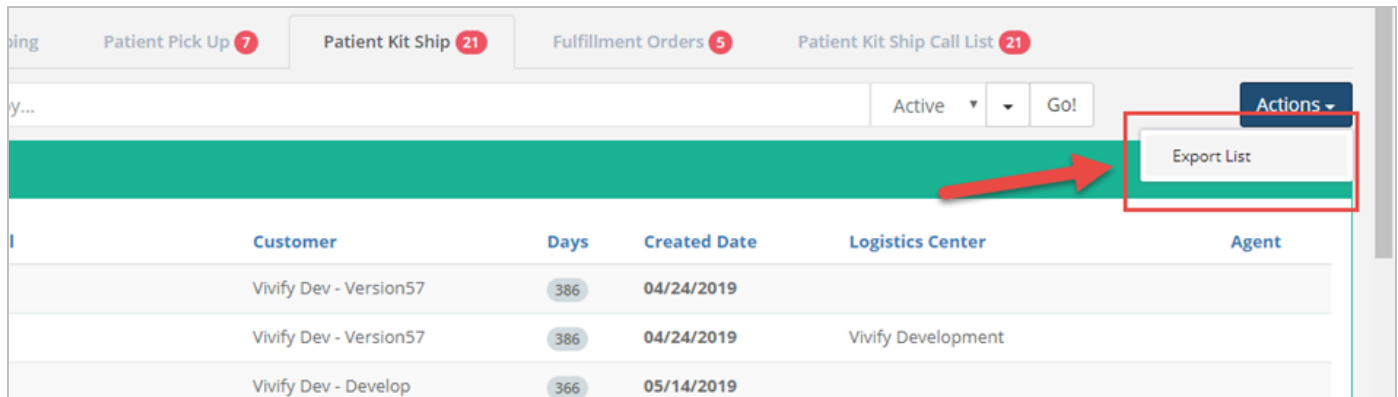 Patient Pick Up 7 Patient Kit Ship 21 Fulfillment Orders 5 Patient Kit Ship Call List 21
Active Go! Actions
Export List
Customer Days Created Date Logistics Center Agent
Vivify Dev - Version57 386 04/24/2019
Vivify Dev - Version57 386 04/24/2019 Vivify Development
Vivify Dev - Develop 366 05/14/2019